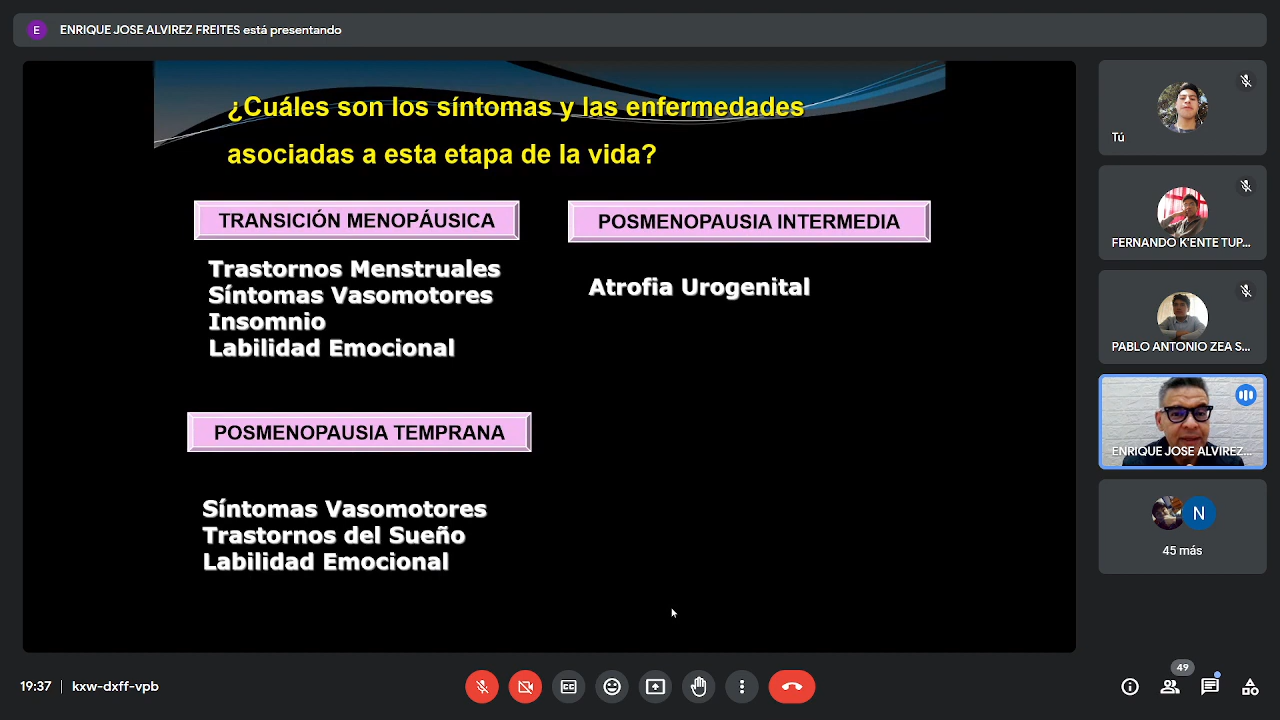 E ENRIQUE JOSE ALVIREZ FREITES está presentando
¿Cuáles son los síntomas y las enfermedades
asociadas a esta etapa de la vida?
TRANSICIÓN MENOPÁUSICA
Trastornos Menstruales
Síntomas Vasomotores
Insomnio
Labilidad Emocional
POSMENOPAUSIA INTERMEDIA
Atrofia Urogenital
POSMENOPAUSIA TEMPRANA
Síntomas Vasomotores
Trastornos del Sueño
Labilidad Emocional
Tú
FERNANDO K'ENTE TUP...
PABLO ANTONIO ZEA S...
ENRIQUE JOSE ALVIREZ...
N
45 más
19:37 | kxw-dxff-vpb
49